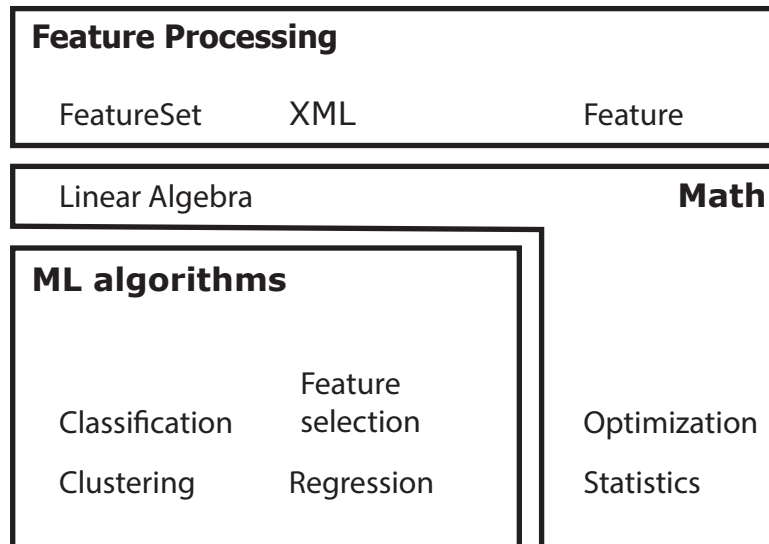 Feature Processing
FeatureSet XML Feature
Linear Algebra Math
ML algorithms
Feature
Classification selection Optimization
Clustering Regression Statistics